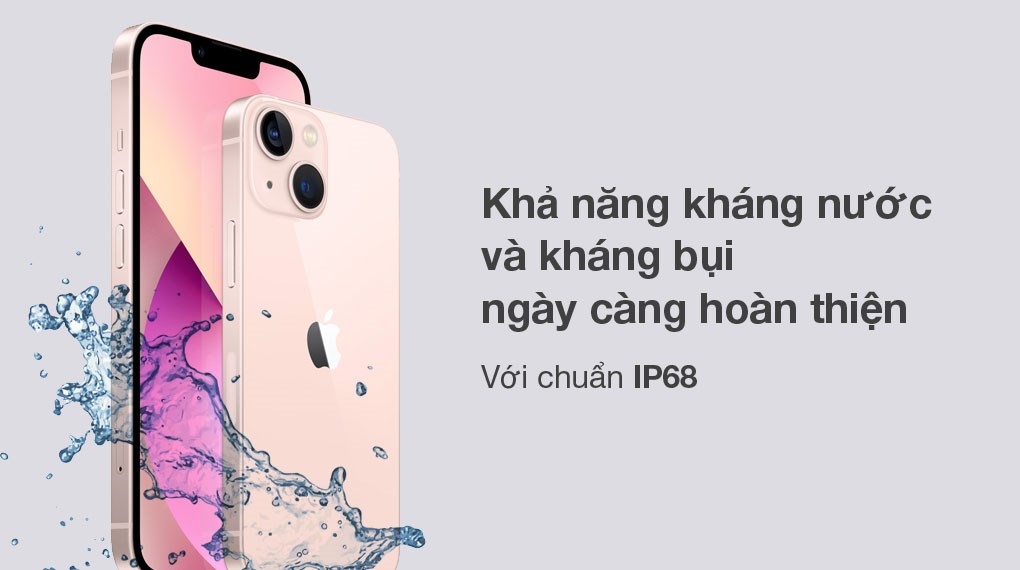 Khả năng kháng nước
và kháng bụi
ngày càng hoàn thiện
Với chuẩn IP68